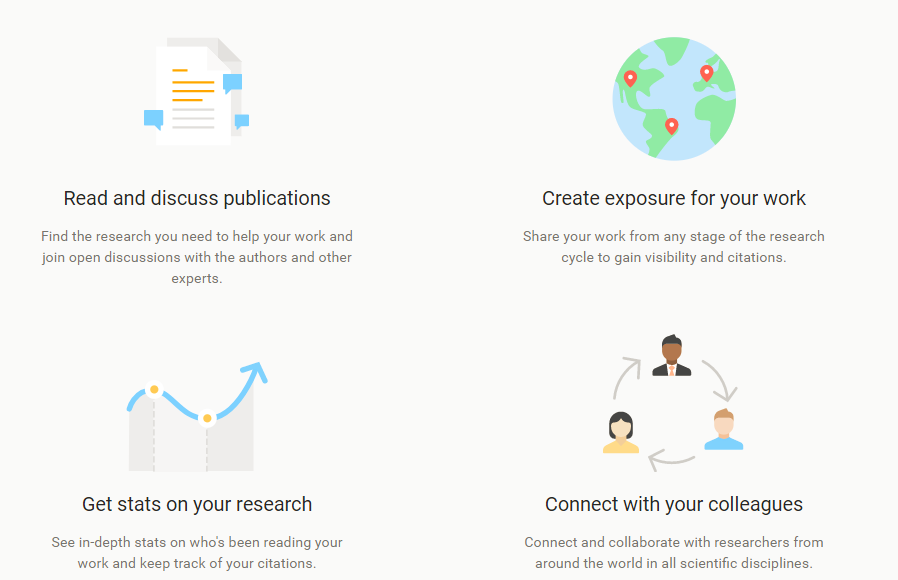 Read and discuss publications
Find the research you need to help your work and
join open discussions with the authors and other
experts.
Create exposure for your work
Share your work from any stage of the research
cycle to gain visibility and citations.
Get stats on your research
See in-depth stats on who's been reading your
work and keep track of your citations.
Connect with your colleagues
Connect and collaborate with researchers from
around the world in all scientific disciplines.